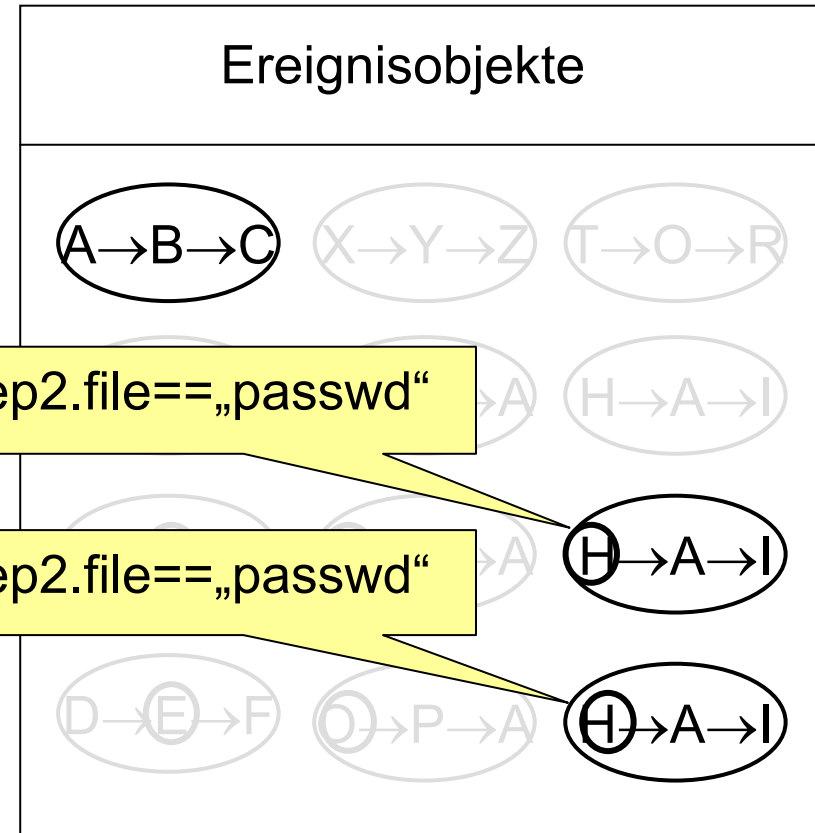 Ereignisobjekte
A→B→C X→Y→Z T→O→R
ep2.file==„passwd“ →A H→A→I
→A H→A→I
ep2.file==„passwd“
D→E→F O→P→A H→A→I